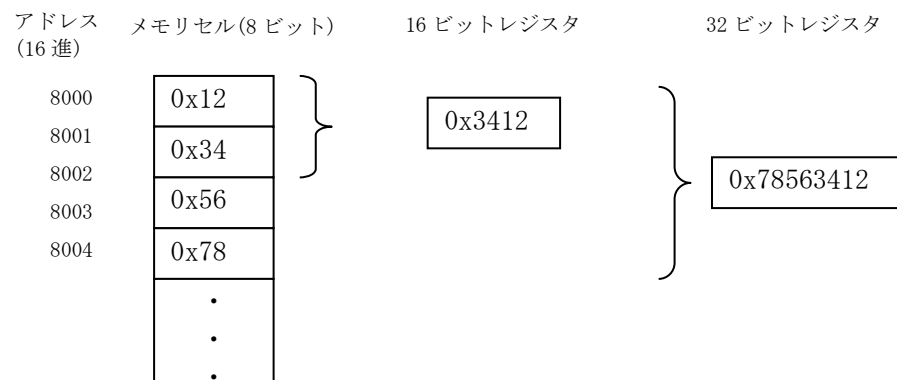 アドレス
(16 進)
メモリセル(8 ビット)
16 ビットレジスタ
32 ビットレジスタ
8000
0x12
8001
0x34
8002
0x56
8003
0x78
8004
0x3412
0x78563412